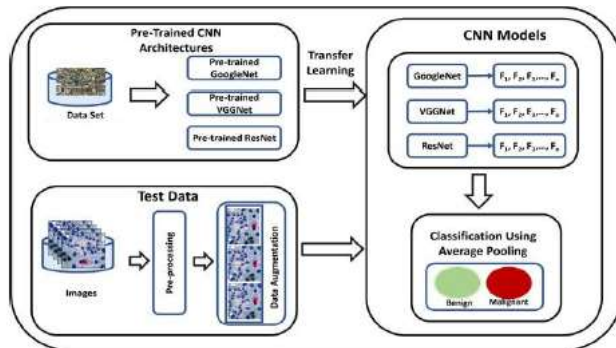 Pre-Trained CNN
Architectures
Data Set
Pre-trained
GoogleNet
Pre-trained
VGGNet
Pre-trained ResNet
Transfer
Learning
CNN Models
GoogleNet
F₁, F₂, F₃,..., Fₙ
VGGNet
F₁, F₂, F₃,..., Fₙ
ResNet
F₁, F₂, F₃,..., Fₙ
Test Data
Images
Pre-processing
Data Augmentation
Classification Using
Average Pooling
Benign
Malignant